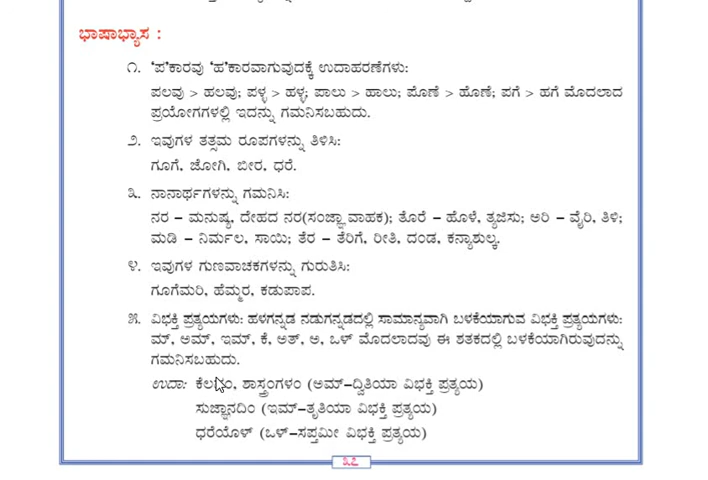 ಭಾಷಾಭ್ಯಾಸ :
೧. 'ಪ'ಕಾರವು 'ಹ'ಕಾರವಾಗುವುದಕ್ಕೆ ಉದಾಹರಣೆಗಳು:
ಪಲವು > ಹಲವು; ಪಳ್ಳ > ಹಳ್ಳ; ಪಾಲು > ಹಾಲು; ಪೊಣೆ > ಹೊಣೆ; ಪಗೆ > ಹಗೆ ಮೊದಲಾದ
ಪ್ರಯೋಗಗಳಲ್ಲಿ ಇದನ್ನು ಗಮನಿಸಬಹುದು.
೨. ಇವುಗಳ ತತ್ಸಮ ರೂಪಗಳನ್ನು ತಿಳಿಸಿ:
ಗೂಗೆ, ಜೋಗಿ, ಬೀರ, ಧರೆ.
೩. ನಾನಾರ್ಥಗಳನ್ನು ಗಮನಿಸಿ:
ನರ – ಮನುಷ್ಯ, ದೇಹದ ನರ(ಸಂಜ್ಞಾವಾಹಕ); ತೊರೆ – ಹೊಳೆ, ತ್ಯಜಿಸು; ಅರಿ – ವೈರಿ, ತಿಳಿ;
ಮಡಿ – ನಿರ್ಮಲ, ಸಾಯಿ; ತೆರ – ತೆರಿಗೆ, ರೀತಿ, ದಂಡ, ಕನ್ಯಾಶುಲ್ಕ.
೪. ಇವುಗಳ ಗುಣವಾಚಕಗಳನ್ನು ಗುರುತಿಸಿ:
ಗೂಗೆಮರಿ, ಹೆಮ್ಮರ, ಕಡುಪಾಪ.
೫. ವಿಭಕ್ತಿ ಪ್ರತ್ಯಯಗಳು: ಹಳಗನ್ನಡ ನಡುಗನ್ನಡದಲ್ಲಿ ಸಾಮಾನ್ಯವಾಗಿ ಬಳಕೆಯಾಗುವ ವಿಭಕ್ತಿ ಪ್ರತ್ಯಯಗಳು:
ಮ್, ಅಮ್, ಇಮ್, ಕೆ, ಅತ್, ಅ, ಒಳ್ ಮೊದಲಾದವು ಈ ಶತಕದಲ್ಲಿ ಬಳಕೆಯಾಗಿರುವುದನ್ನು
ಗಮನಿಸಬಹುದು.
ಉದಾ: ಶಾಸ್ತ್ರಂಗಳಂ (ಅಮ್–ದ್ವಿತಿಯಾ ವಿಭಕ್ತಿ ಪ್ರತ್ಯಯ)
ಸುಜ್ಞಾನದಿಂ (ಇಮ್–ತೃತಿಯಾ ವಿಭಕ್ತಿ ಪ್ರತ್ಯಯ)
ಧರೆಯೊಳ್ (ಒಳ್–ಸಪ್ತಮೀ ವಿಭಕ್ತಿ ಪ್ರತ್ಯಯ)